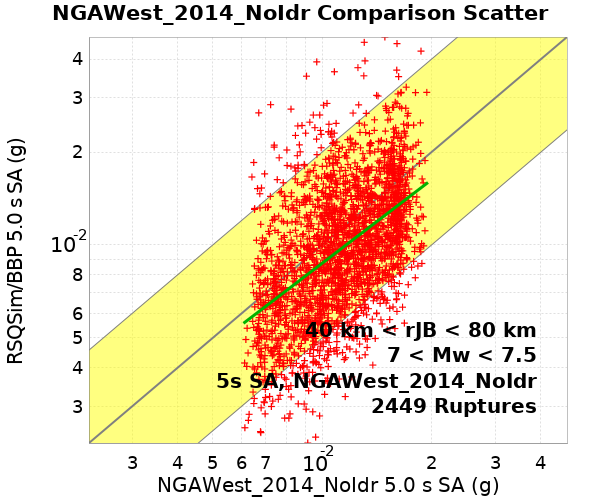 NGAWest_2014_NoIdr Comparison Scatter
RSQSim/BBP 5.0 s SA (g)
4
3
2
10^-2
8
6
5
4
3
40 km < rJB < 80 km
7 < Mw < 7.5
5s SA, NGAWest_2014_NoIdr
2449 Ruptures
3 4 5 6 7 10^-2 2 3 4
NGAWest_2014_NoIdr 5.0 s SA (g)